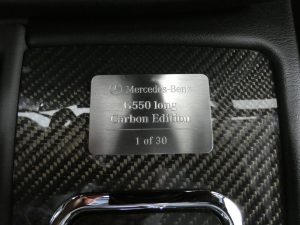 Mercedes-Benz
G550 long
Carbon Edition
1 of 30